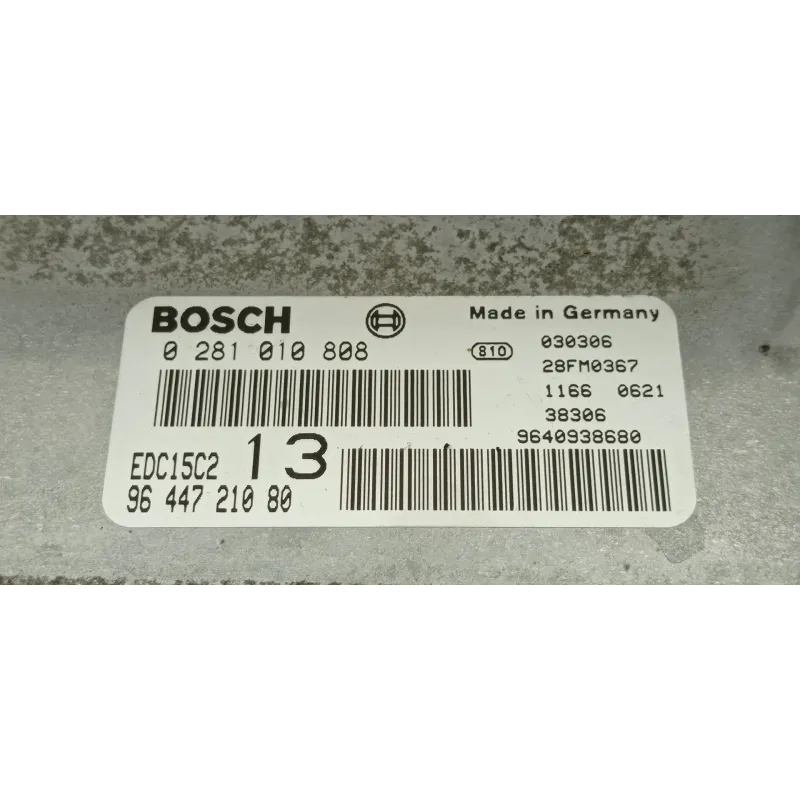 BOSCH
Made in Germany
0 281 010 808
810
030306
28FM0367
1166 0621
38306
9640938680
EDC15C2 13
96 447 210 80